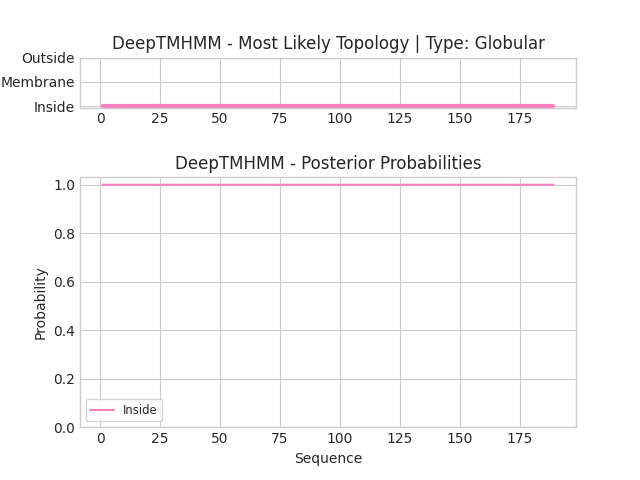 DeepTMHMM - Most Likely Topology | Type: Globular
Outside
Membrane
Inside
0 25 50 75 100 125 150 175
DeepTMHMM - Posterior Probabilities
1.0
0.8
0.6
0.4
0.2
0.0
Probability
Inside
0 25 50 75 100 125 150 175
Sequence